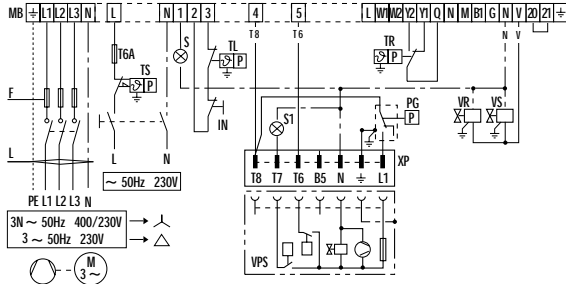 MB ⏚ L1 L2 L3 N L N 1 2 3 4 5 L W1 W2 Y2 Y1 Q N M B1 G N V 20 21 ⏚
T8 T6 N V
T6A S TL TR
TS ϑ P
ϑ P ϑ P
F
IN S1 PG VR VS
P
L L N XP
T8 T7 T6 B5 N ⏚ L1
~ 50Hz 230V
PE L1 L2 L3 N
3N ~ 50Hz 400/230V
3 ~ 50Hz 230V
VPS
M
3 ~